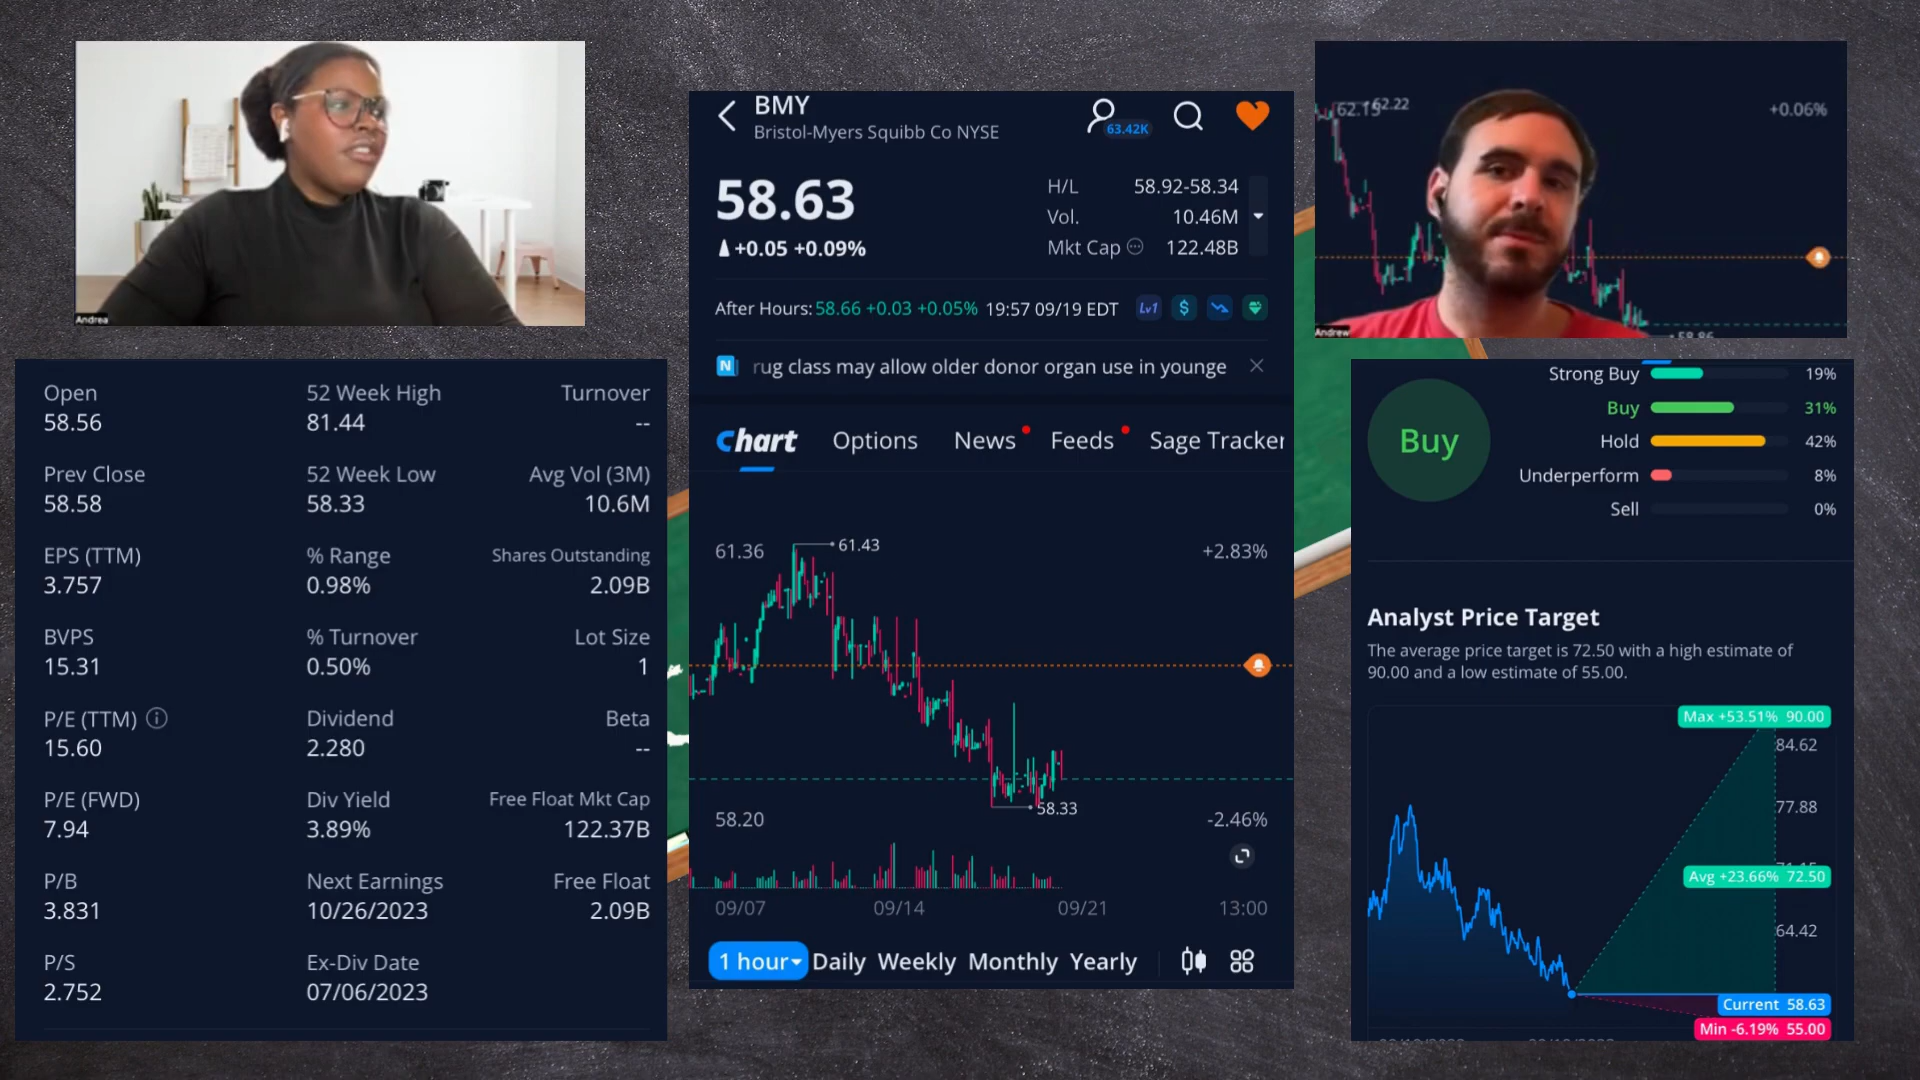 Andrea
Open
58.56
52 Week High
81.44
Turnover
--
Prev Close
58.58
52 Week Low
58.33
Avg Vol (3M)
10.6M
EPS (TTM)
3.757
% Range
0.98%
Shares Outstanding
2.09B
BVPS
15.31
% Turnover
0.50%
Lot Size
1
P/E (TTM)
15.60
Dividend
2.280
Beta
--
P/E (FWD)
7.94
Div Yield
3.89%
Free Float Mkt Cap
122.37B
P/B
3.831
Next Earnings
10/26/2023
Free Float
2.09B
P/S
2.752
Ex-Div Date
07/06/2023
BMY
Bristol-Myers Squibb Co NYSE
63.42K
58.63
+0.05 +0.09%
H/L 58.92-58.34
Vol. 10.46M
Mkt Cap 122.48B
After Hours: 58.66 +0.03 +0.05% 19:57 09/19 EDT Lv1 $
N rug class may allow older donor organ use in younge
Chart Options News Feeds Sage Tracker
61.36 61.43 +2.83%
58.33
58.20 -2.46%
09/07 09/14 09/21 13:00
1 hour Daily Weekly Monthly Yearly
62.15 62.22 +0.06%
58.86
Andrew
Buy
Strong Buy 19%
Buy 31%
Hold 42%
Underperform 8%
Sell 0%
Analyst Price Target
The average price target is 72.50 with a high estimate of
90.00 and a low estimate of 55.00.
Max +53.51% 90.00
84.62
77.88
Avg +23.66% 72.50
64.42
Current 58.63
Min -6.19% 55.00